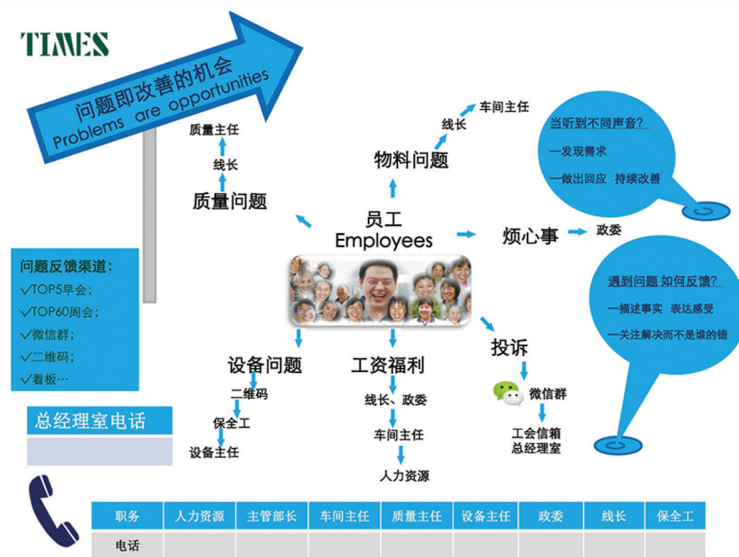 TIMES
问题即改善的机会
Problems are opportunities
质量主任
线长
质量问题
车间主任
线长
物料问题
当听到不同声音?
—发现需求
—做出回应 持续改善
员工
Employees
烦心事
政委
问题反馈渠道：
✓TOP5早会；
✓TOP60周会；
✓微信群；
✓二维码；
✓看板…
遇到问题 如何反馈?
—描述事实 表达感受
—关注解决而不是谁的错
设备问题
二维码
保全工
设备主任
工资福利
线长、政委
车间主任
人力资源
投诉
微信群
工会信箱
总经理室
总经理室电话
职务 人力资源 主管部长 车间主任 质量主任 设备主任 政委 线长 保全工
电话